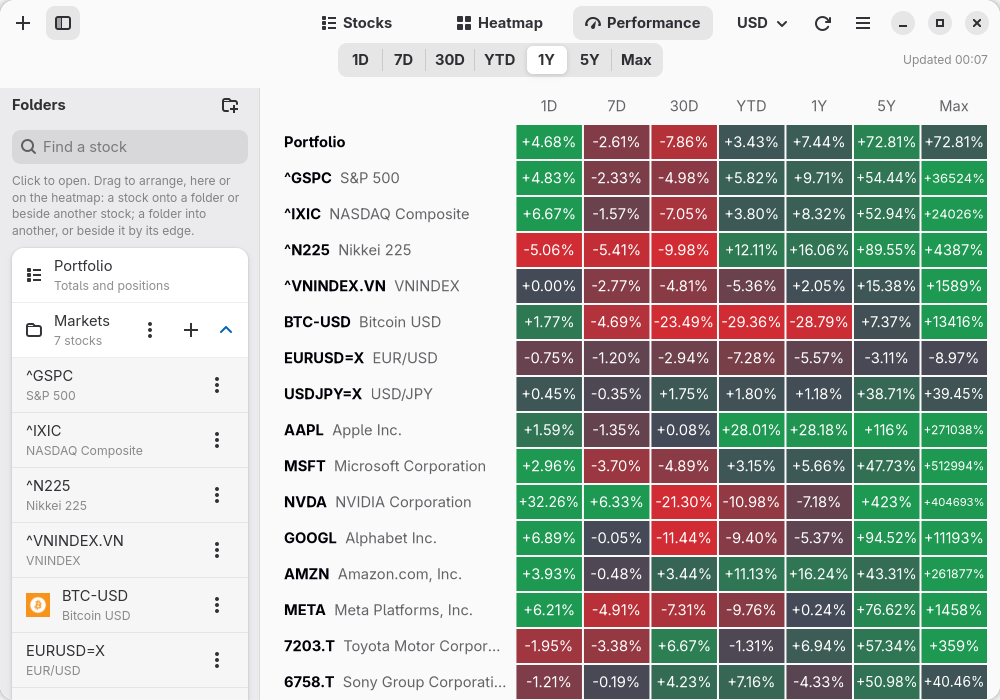 Stocks
Heatmap
Performance
USD
1D 7D 30D YTD 1Y 5Y Max
Updated 00:07
Folders
Find a stock
Click to open. Drag to arrange, here or
on the heatmap: a stock onto a folder or
beside another stock; a folder into
another, or beside it by its edge.
Portfolio
Totals and positions
Markets
7 stocks
^GSPC
S&P 500
^IXIC
NASDAQ Composite
^N225
Nikkei 225
^VNINDEX.VN
VNINDEX
BTC-USD
Bitcoin USD
EURUSD=X
EUR/USD
1D 7D 30D YTD 1Y 5Y Max
Portfolio +4.68% -2.61% -7.86% +3.43% +7.44% +72.81% +72.81%
^GSPC S&P 500 +4.83% -2.33% -4.98% +5.82% +9.71% +54.44% +36524%
^IXIC NASDAQ Composite +6.67% -1.57% -7.05% +3.80% +8.32% +52.94% +24026%
^N225 Nikkei 225 -5.06% -5.41% -9.98% +12.11% +16.06% +89.55% +4387%
^VNINDEX.VN VNINDEX +0.00% -2.77% -4.81% -5.36% +2.05% +15.38% +1589%
BTC-USD Bitcoin USD +1.77% -4.69% -23.49% -29.36% -28.79% +7.37% +13416%
EURUSD=X EUR/USD -0.75% -1.20% -2.94% -7.28% -5.57% -3.11% -8.97%
USDJPY=X USD/JPY +0.45% -0.35% +1.75% +1.80% +1.18% +38.71% +39.45%
AAPL Apple Inc. +1.59% -1.35% +0.08% +28.01% +28.18% +116% +271038%
MSFT Microsoft Corporation +2.96% -3.70% -4.89% +3.15% +5.66% +47.73% +512994%
NVDA NVIDIA Corporation +32.26% +6.33% -21.30% -10.98% -7.18% +423% +404693%
GOOGL Alphabet Inc. +6.89% -0.05% -11.44% -9.40% -5.37% +94.52% +11193%
AMZN Amazon.com, Inc. +3.93% -0.48% +3.44% +11.13% +16.24% +43.31% +261877%
META Meta Platforms, Inc. +6.21% -4.91% -7.31% -9.76% +0.24% +76.62% +1458%
7203.T Toyota Motor Corpor... -1.95% -3.38% +6.67% -1.31% +6.94% +57.34% +359%
6758.T Sony Group Corporati... -1.21% -0.19% +4.23% +7.16% -4.33% +50.98% +40.46%